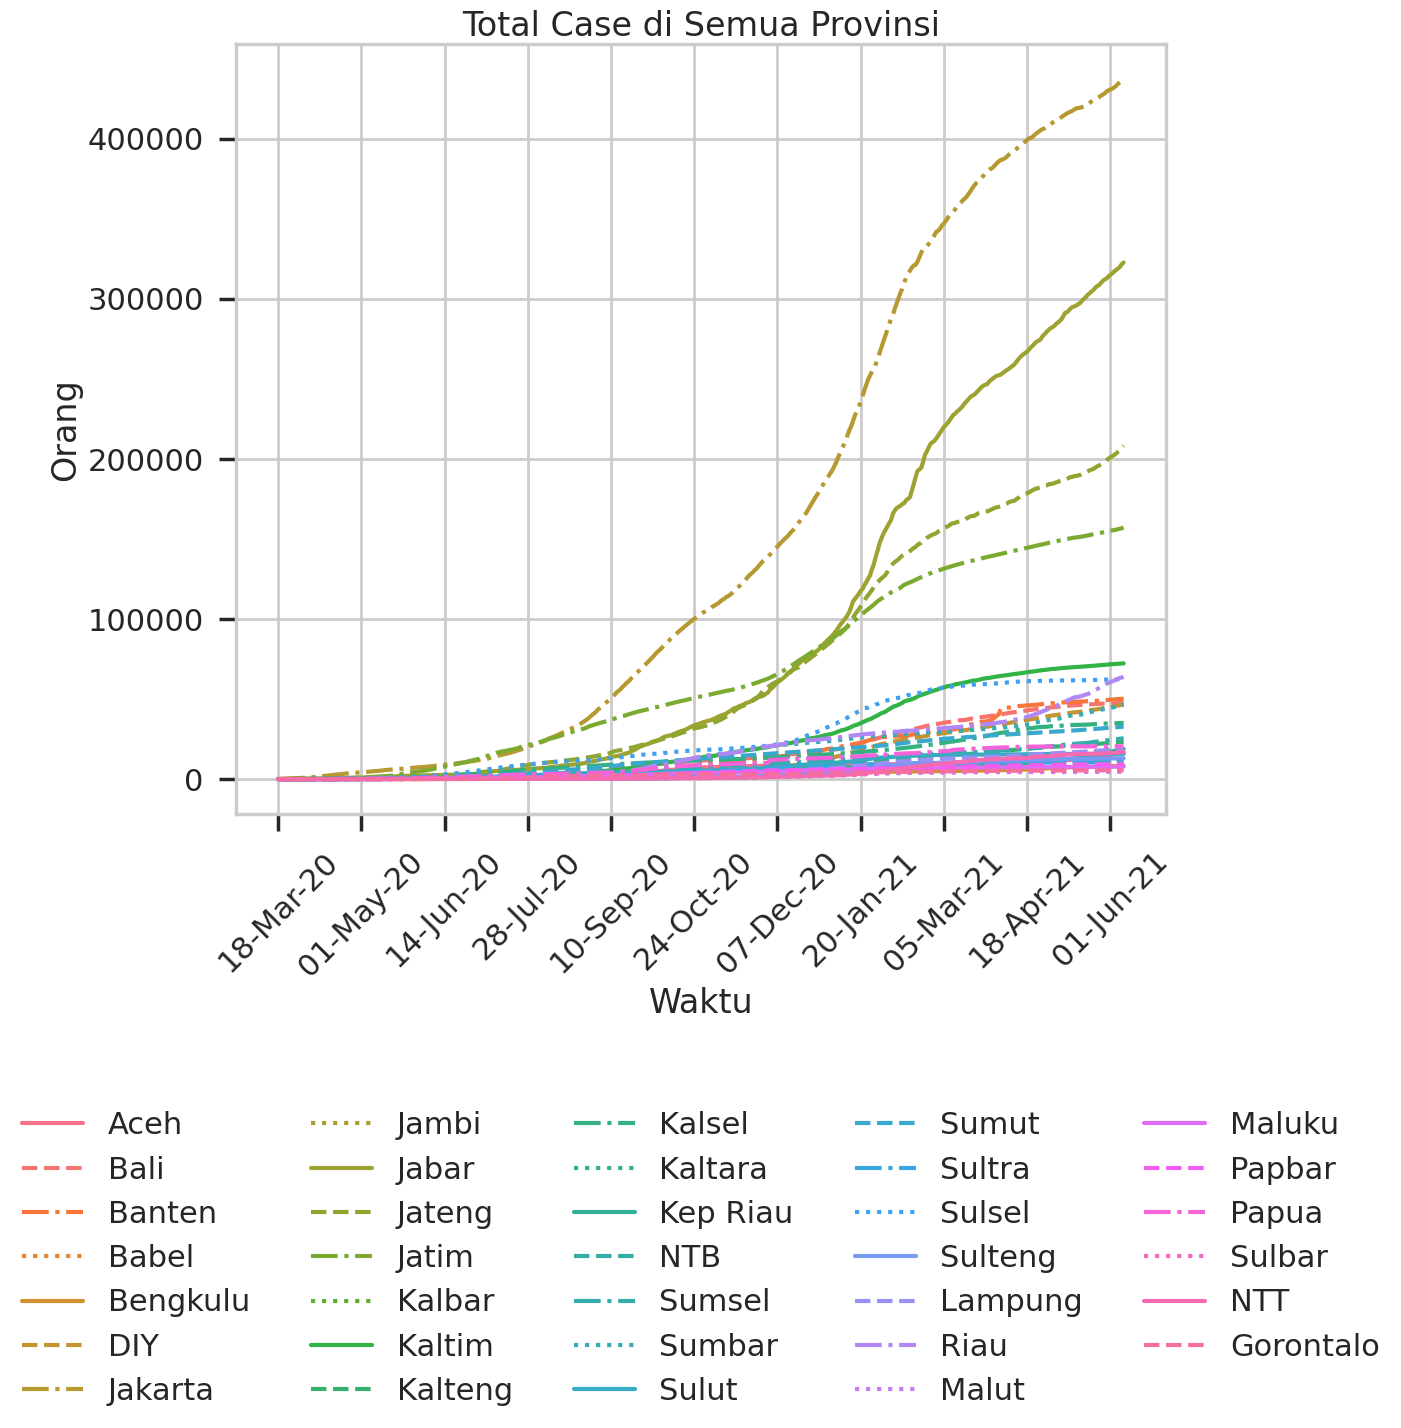 Total Case di Semua Provinsi
Orang
400000
300000
200000
100000
0
18-Mar-20
01-May-20
14-Jun-20
28-Jul-20
10-Sep-20
24-Oct-20
07-Dec-20
20-Jan-21
05-Mar-21
18-Apr-21
01-Jun-21
Waktu
Aceh
Bali
Banten
Babel
Bengkulu
DIY
Jakarta
Jambi
Jabar
Jateng
Jatim
Kalbar
Kaltim
Kalteng
Kalsel
Kaltara
Kep Riau
NTB
Sumsel
Sumbar
Sulut
Sumut
Sultra
Sulsel
Sulteng
Lampung
Riau
Malut
Maluku
Papbar
Papua
Sulbar
NTT
Gorontalo